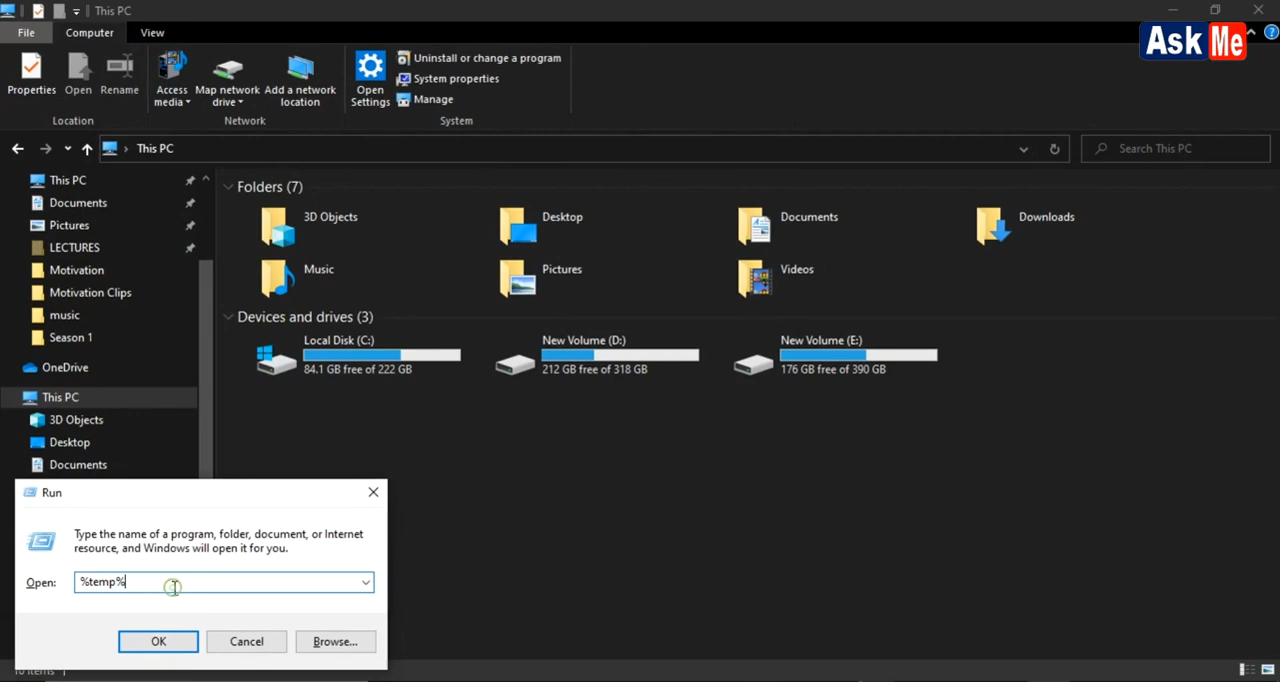 This PC
File
Computer
View
Ask Me
Properties
Open
Rename
Access media
Map network drive
Add a network location
Open Settings
Uninstall or change a program
System properties
Manage
Location
Network
System
This PC
Search This PC
This PC
Documents
Pictures
LECTURES
Motivation
Motivation Clips
music
Season 1
OneDrive
This PC
3D Objects
Desktop
Documents
Folders (7)
3D Objects
Desktop
Documents
Downloads
Music
Pictures
Videos
Devices and drives (3)
Local Disk (C:)
84.1 GB free of 222 GB
New Volume (D:)
212 GB free of 318 GB
New Volume (E:)
176 GB free of 390 GB
Run
Type the name of a program, folder, document, or Internet
resource, and Windows will open it for you.
Open:
%temp%
OK
Cancel
Browse...
10 items